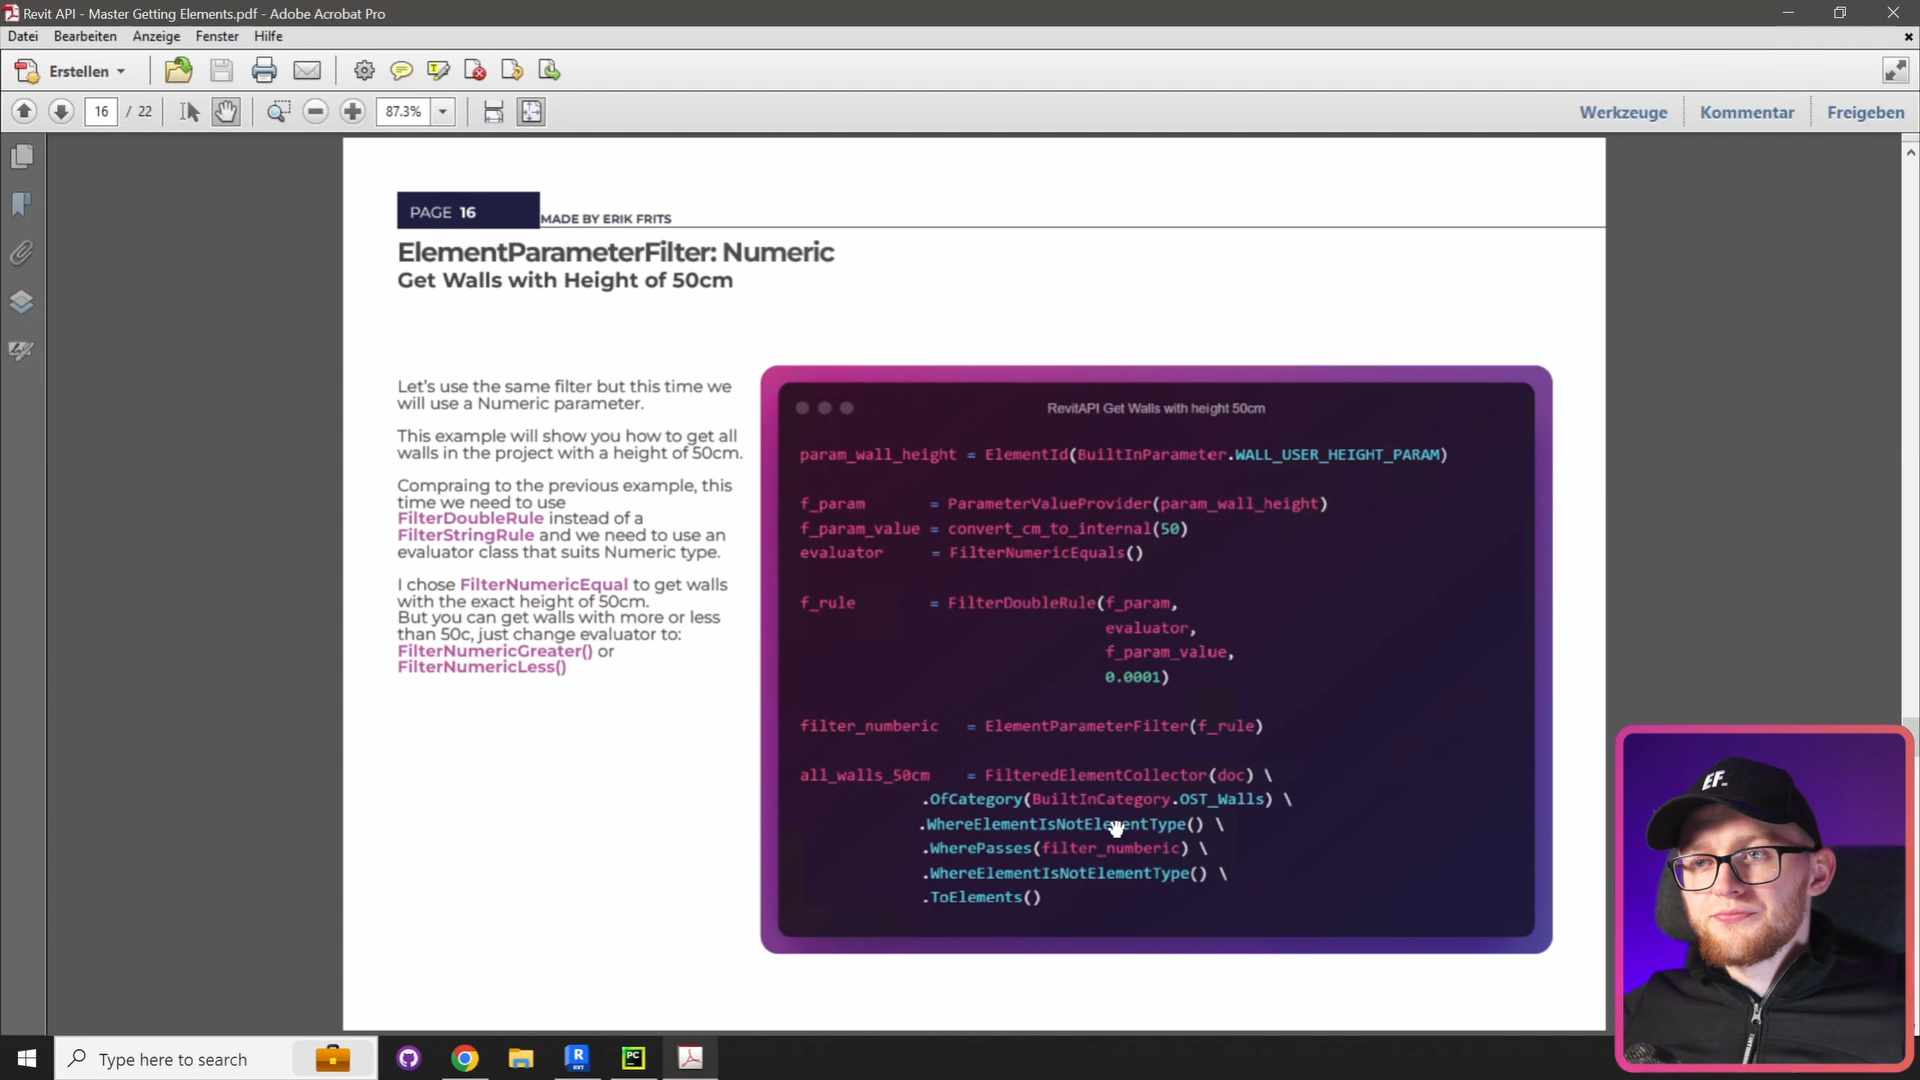 Revit API - Master Getting Elements.pdf - Adobe Acrobat Pro
Datei Bearbeiten Anzeige Fenster Hilfe
Erstellen
16 / 22 87.3% Werkzeuge Kommentar Freigeben
PAGE 16 MADE BY ERIK FRITS
ElementParameterFilter: Numeric
Get Walls with Height of 50cm
Let's use the same filter but this time we
will use a Numeric parameter.
This example will show you how to get all
walls in the project with a height of 50cm.
Compraing to the previous example, this
time we need to use
FilterDoubleRule instead of a
FilterStringRule and we need to use an
evaluator class that suits Numeric type.
I chose FilterNumericEqual to get walls
with the exact height of 50cm.
But you can get walls with more or less
than 50c, just change evaluator to:
FilterNumericGreater() or
FilterNumericLess()
RevitAPI Get Walls with height 50cm
param_wall_height = ElementId(BuiltInParameter.WALL_USER_HEIGHT_PARAM)
f_param = ParameterValueProvider(param_wall_height)
f_param_value = convert_cm_to_internal(50)
evaluator = FilterNumericEquals()
f_rule = FilterDoubleRule(f_param,
evaluator,
f_param_value,
0.0001)
filter_numberic = ElementParameterFilter(f_rule)
all_walls_50cm = FilteredElementCollector(doc) \
.OfCategory(BuiltInCategory.OST_Walls) \
.WhereElementIsNotElementType() \
.WherePasses(filter_numberic) \
.WhereElementIsNotElementType() \
.ToElements()
EF.
Type here to search
R
RVT
PC